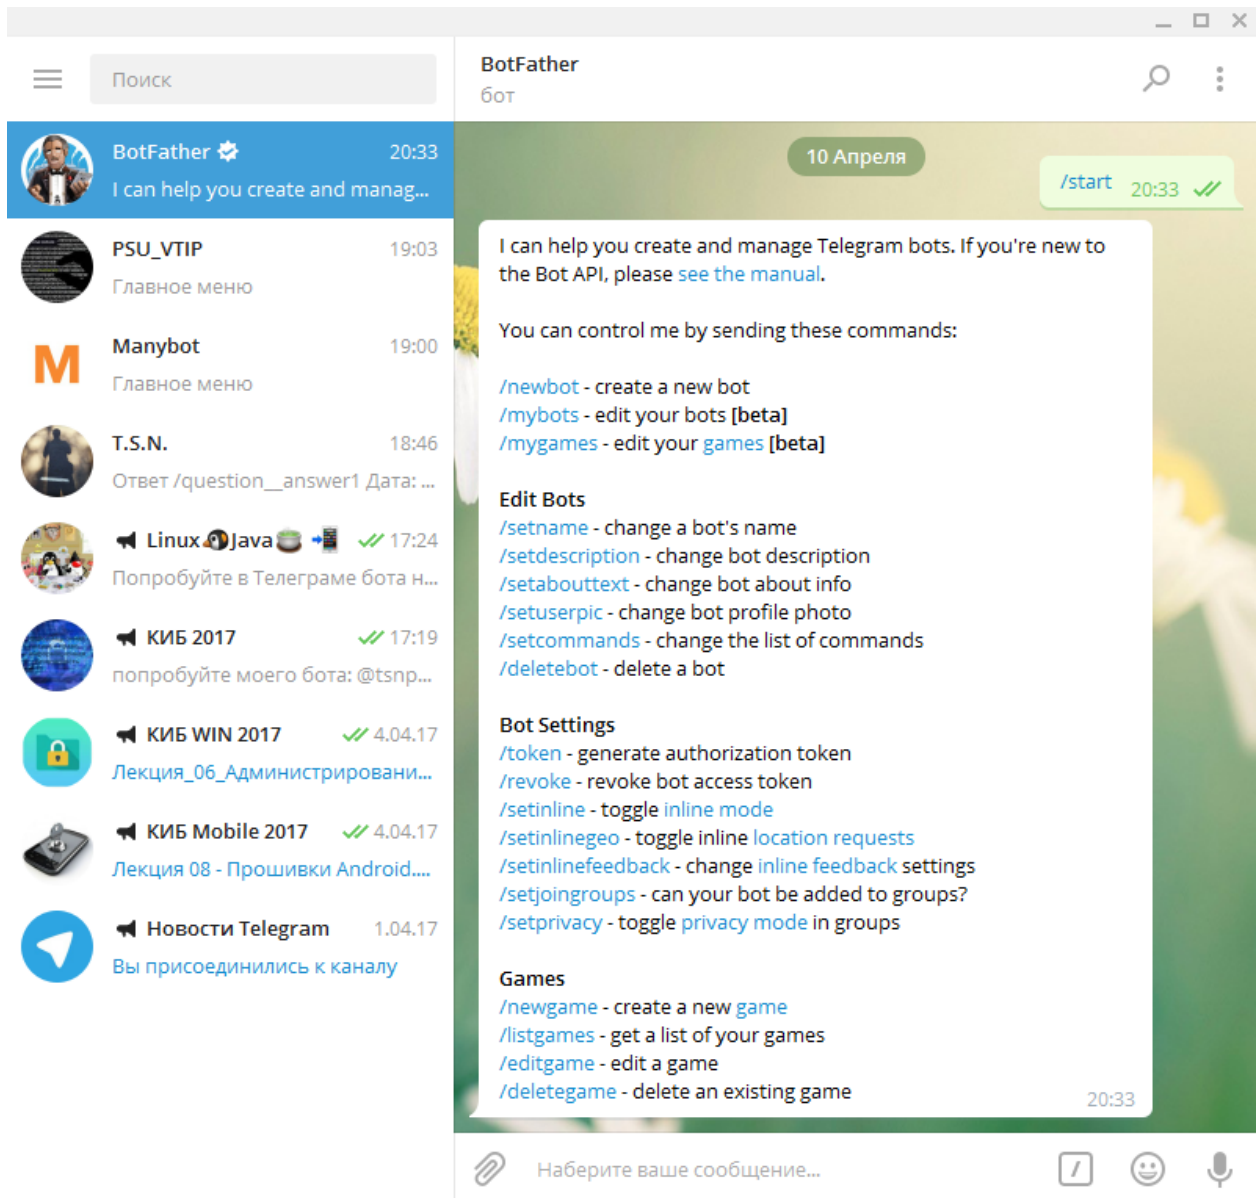 Поиск
BotFather 20:33
I can help you create and manag...
PSU_VTIP 19:03
Главное меню
M
Manybot 19:00
Главное меню
T.S.N. 18:46
Ответ /question__answer1 Дата: ...
Linux Java 17:24
Попробуйте в Телеграме бота н...
КИБ 2017 17:19
попробуйте моего бота: @tsnp...
КИБ WIN 2017 4.04.17
Лекция_06_Администрировани...
КИБ Mobile 2017 4.04.17
Лекция 08 - Прошивки Android....
Новости Telegram 1.04.17
Вы присоединились к каналу
BotFather
бот
10 Апреля
/start 20:33
I can help you create and manage Telegram bots. If you're new to
the Bot API, please see the manual.
You can control me by sending these commands:
/newbot - create a new bot
/mybots - edit your bots [beta]
/mygames - edit your games [beta]
Edit Bots
/setname - change a bot's name
/setdescription - change bot description
/setabouttext - change bot about info
/setuserpic - change bot profile photo
/setcommands - change the list of commands
/deletebot - delete a bot
Bot Settings
/token - generate authorization token
/revoke - revoke bot access token
/setinline - toggle inline mode
/setinlinegeo - toggle inline location requests
/setinlinefeedback - change inline feedback settings
/setjoingroups - can your bot be added to groups?
/setprivacy - toggle privacy mode in groups
Games
/newgame - create a new game
/listgames - get a list of your games
/editgame - edit a game
/deletegame - delete an existing game
20:33
Наберите ваше сообщение...
/